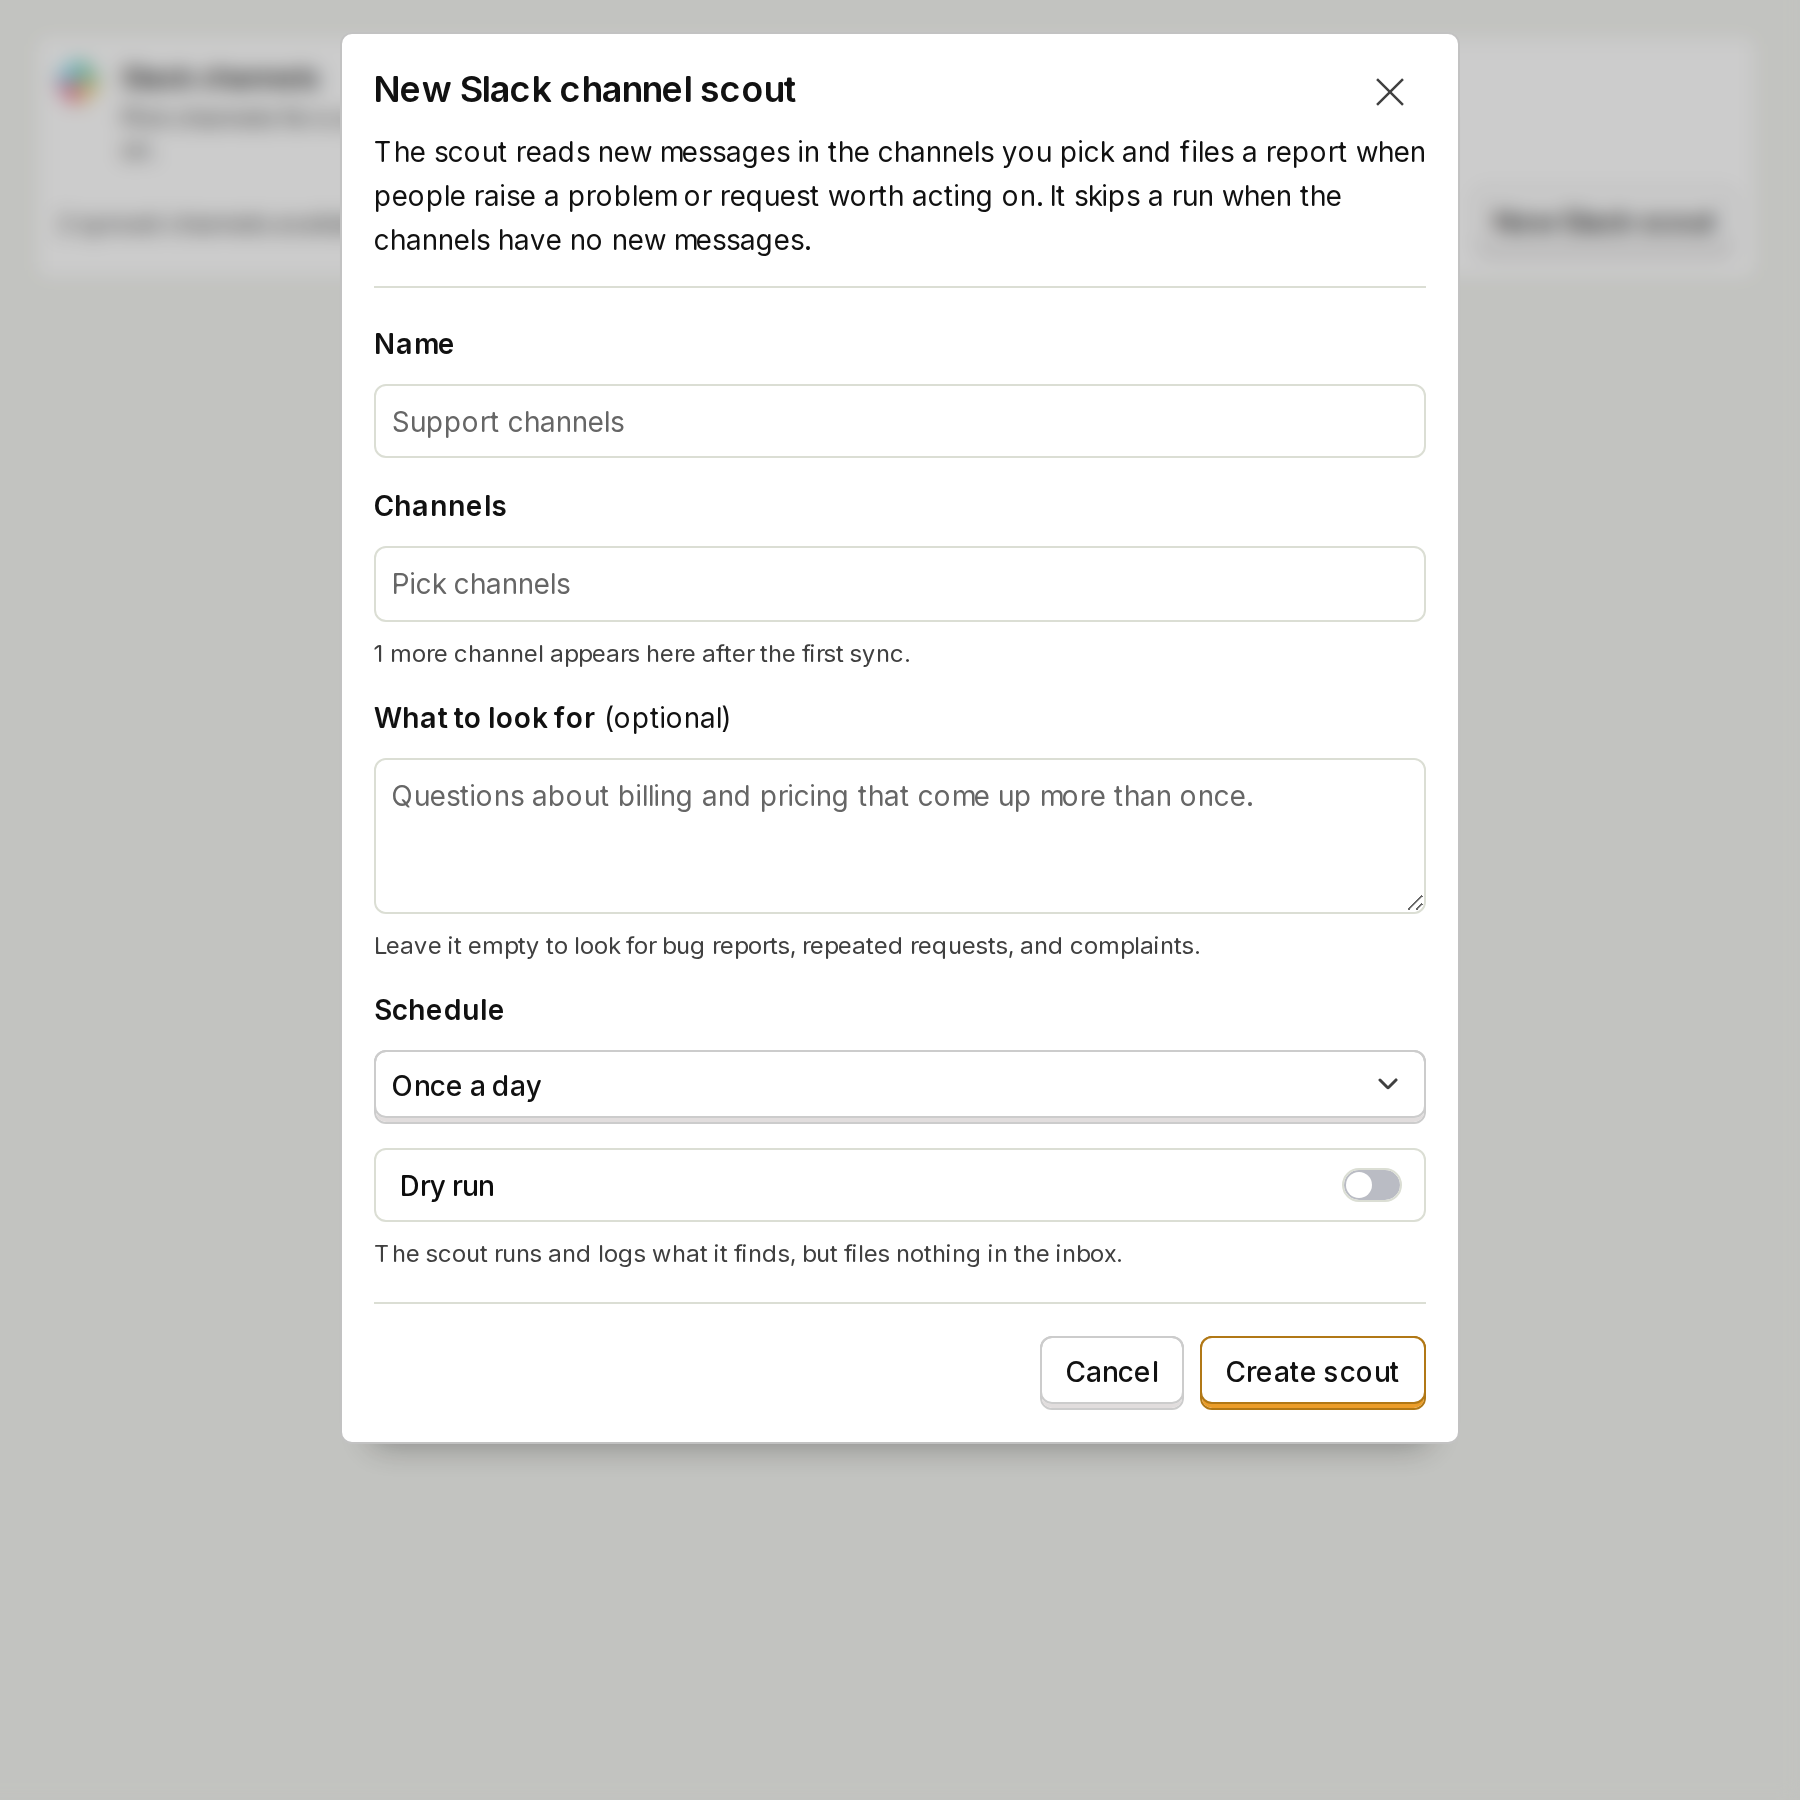 New Slack channel scout
The scout reads new messages in the channels you pick and files a report when
people raise a problem or request worth acting on. It skips a run when the
channels have no new messages.
Name
Support channels
Channels
Pick channels
1 more channel appears here after the first sync.
What to look for (optional)
Questions about billing and pricing that come up more than once.
Leave it empty to look for bug reports, repeated requests, and complaints.
Schedule
Once a day
Dry run
The scout runs and logs what it finds, but files nothing in the inbox.
Cancel
Create scout
Slack channels
New Slack scout